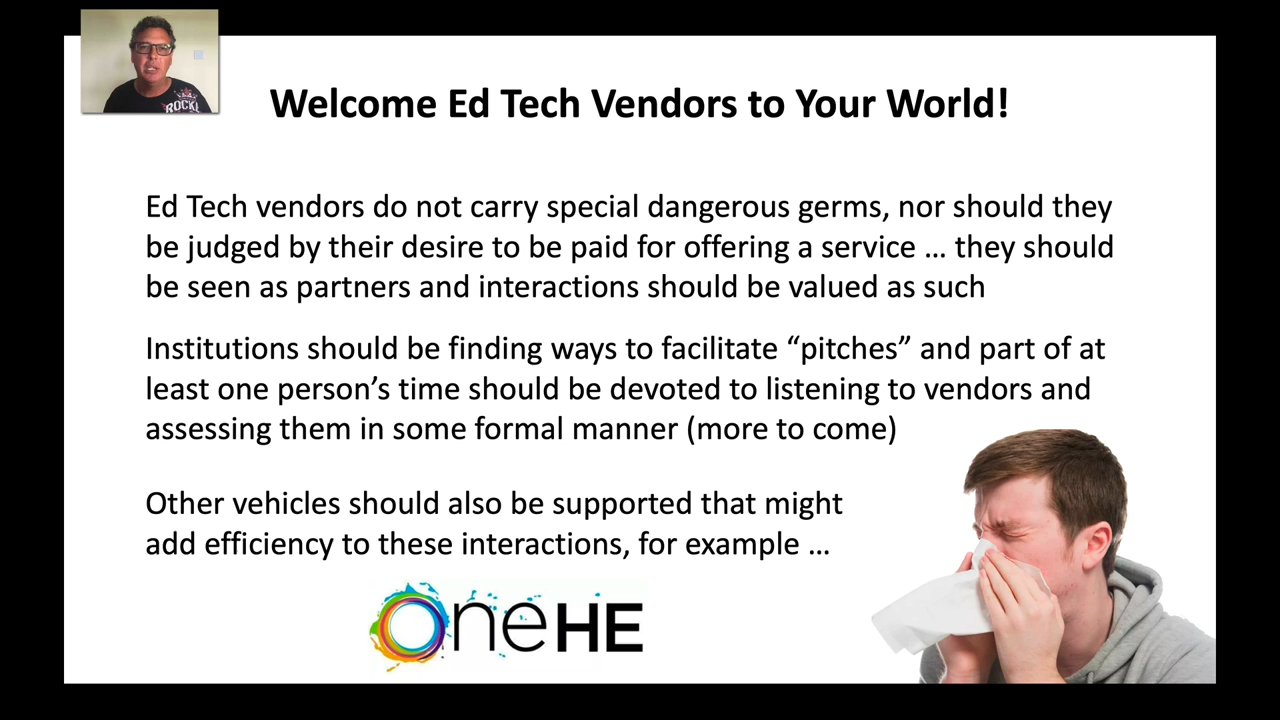 ROCK
Welcome Ed Tech Vendors to Your World!
Ed Tech vendors do not carry special dangerous germs, nor should they
be judged by their desire to be paid for offering a service … they should
be seen as partners and interactions should be valued as such
Institutions should be finding ways to facilitate “pitches” and part of at
least one person’s time should be devoted to listening to vendors and
assessing them in some formal manner (more to come)
Other vehicles should also be supported that might
add efficiency to these interactions, for example …
OneHE